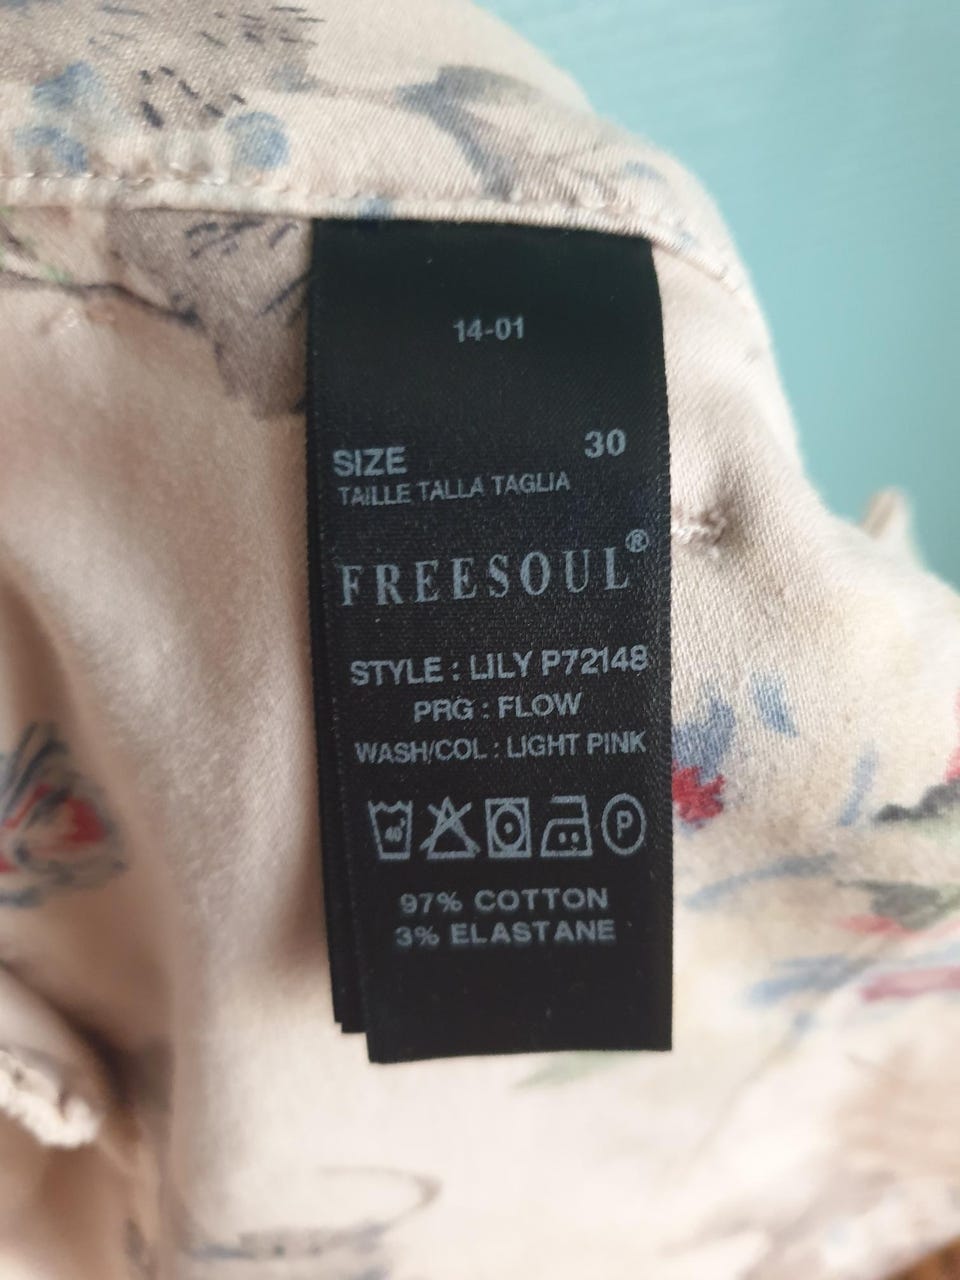 14-01
SIZE 30
TAILLE TALLA TAGLIA
FREESOUL®
STYLE : LILY P72148
PRG : FLOW
WASH/COL : LIGHT PINK
40° P
97% COTTON
3% ELASTANE